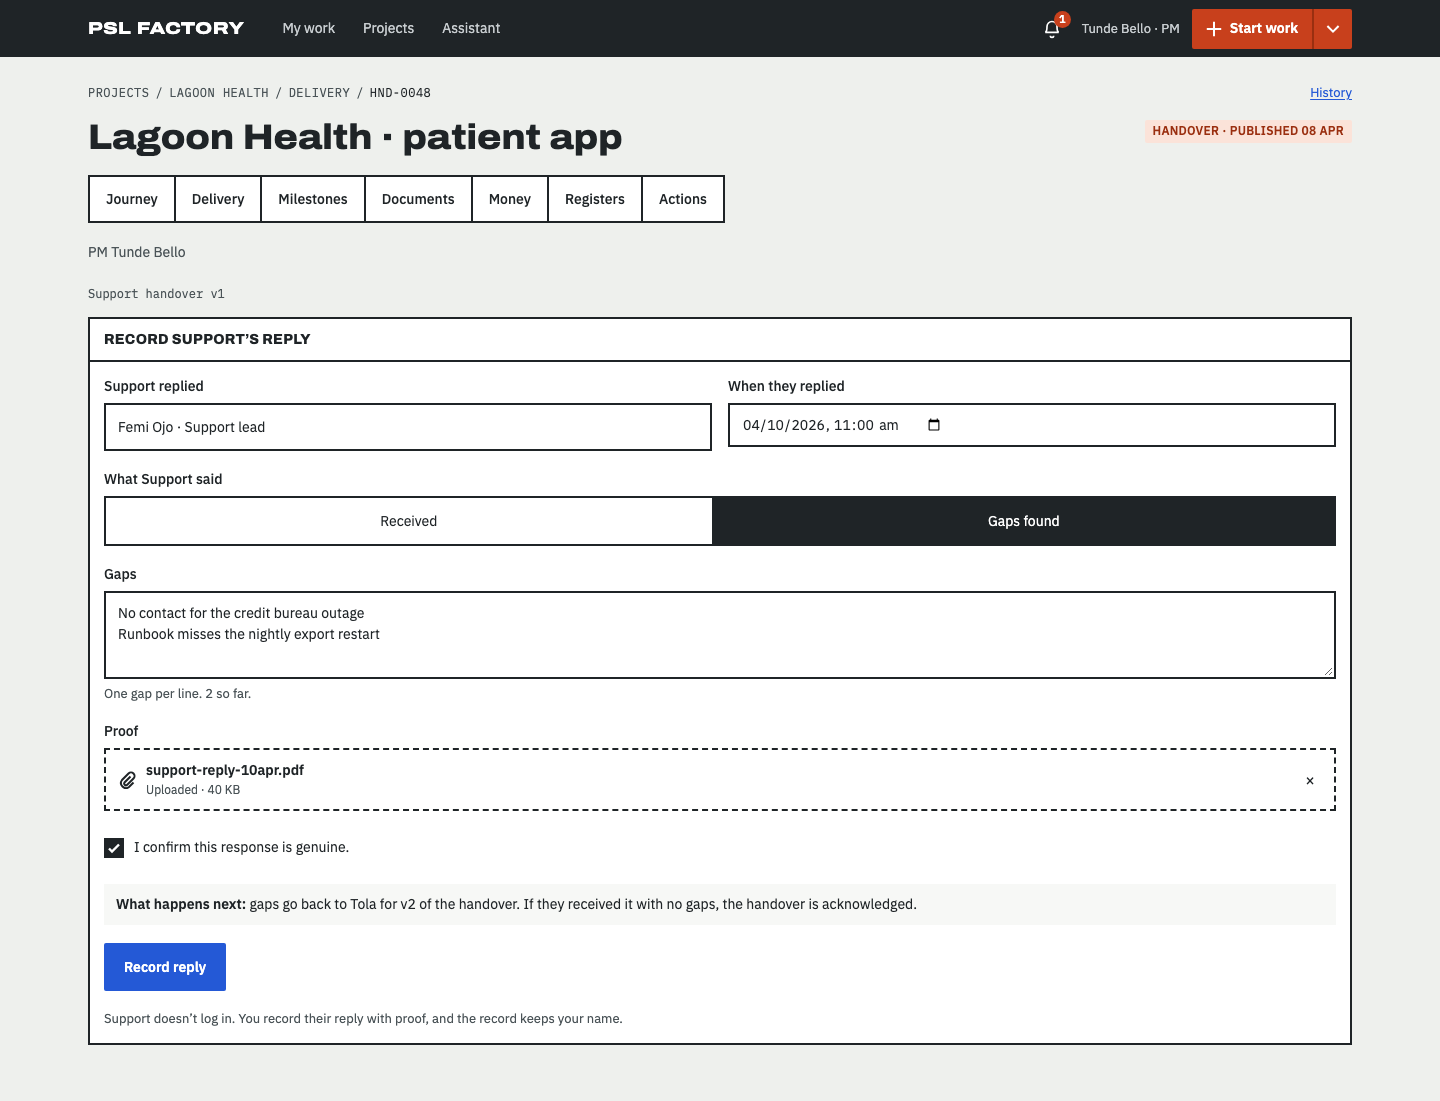 PSL FACTORY
My work
Projects
Assistant
1
Tunde Bello · PM
Start work
PROJECTS / LAGOON HEALTH / DELIVERY / HND-0048
History
Lagoon Health · patient app
HANDOVER · PUBLISHED 08 APR
Journey
Delivery
Milestones
Documents
Money
Registers
Actions
PM Tunde Bello
Support handover v1
RECORD SUPPORT’S REPLY
Support replied
When they replied
Femi Ojo · Support lead
04/10/2026, 11:00 am
What Support said
Received
Gaps found
Gaps
No contact for the credit bureau outage
Runbook misses the nightly export restart
One gap per line. 2 so far.
Proof
support-reply-10apr.pdf
Uploaded · 40 KB
×
I confirm this response is genuine.
What happens next: gaps go back to Tola for v2 of the handover. If they received it with no gaps, the handover is acknowledged.
Record reply
Support doesn’t log in. You record their reply with proof, and the record keeps your name.